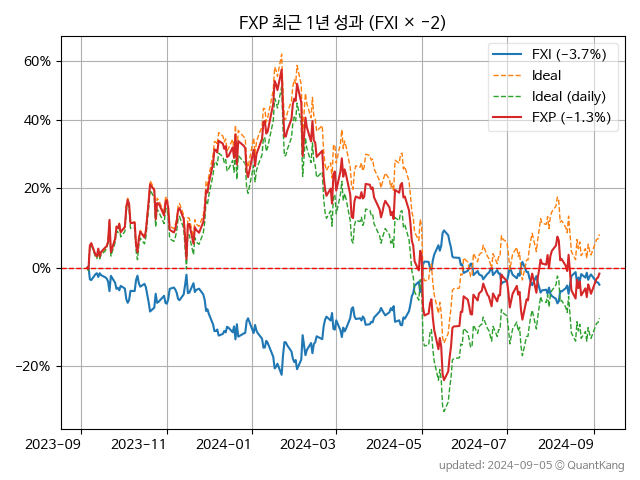 FXP 최근 1년 성과 (FXI × −2)
FXI (−3.7%)
Ideal
Ideal (daily)
FXP (−1.3%)
60%
40%
20%
0%
−20%
2023-09
2023-11
2024-01
2024-03
2024-05
2024-07
2024-09
updated: 2024-09-05 © QuantKang